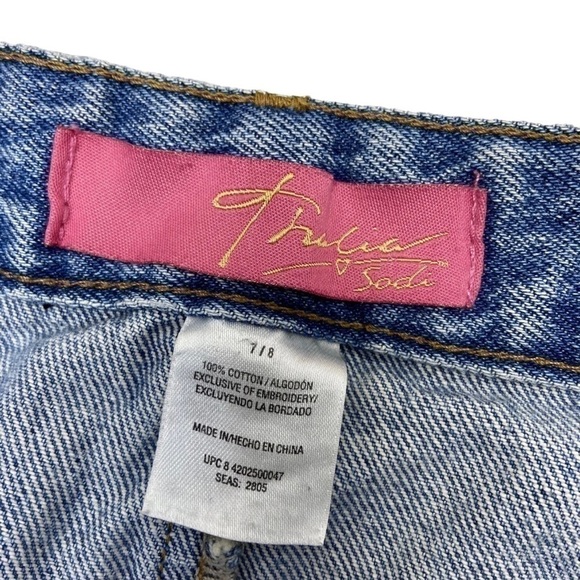 Thalia
Sodi
7/8
100% COTTON/ALGODÓN
EXCLUSIVE OF EMBROIDERY/
EXCLUYENDO LA BORDADO
MADE IN/HECHO EN CHINA
UPC 8 4202500047
SEAS: 2805